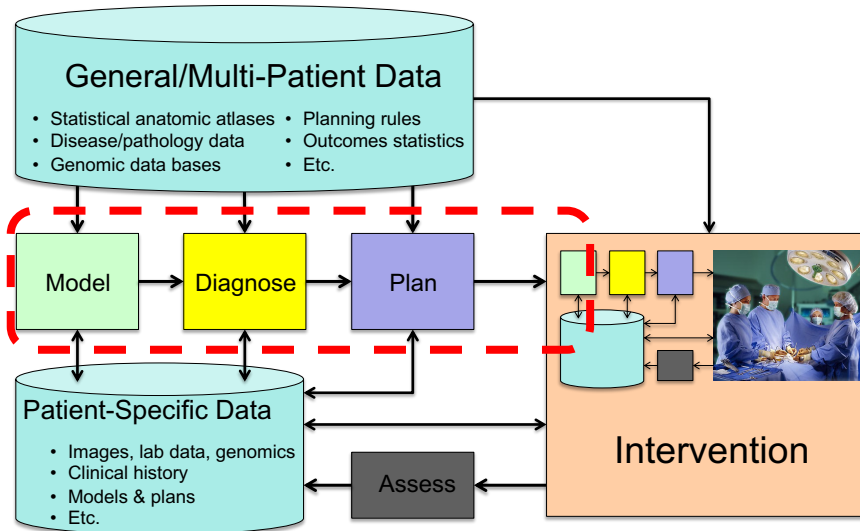 General/Multi-Patient Data
• Statistical anatomic atlases
• Disease/pathology data
• Genomic data bases
• Planning rules
• Outcomes statistics
• Etc.
Model
Diagnose
Plan
Patient-Specific Data
• Images, lab data, genomics
• Clinical history
• Models & plans
• Etc.
Assess
Intervention